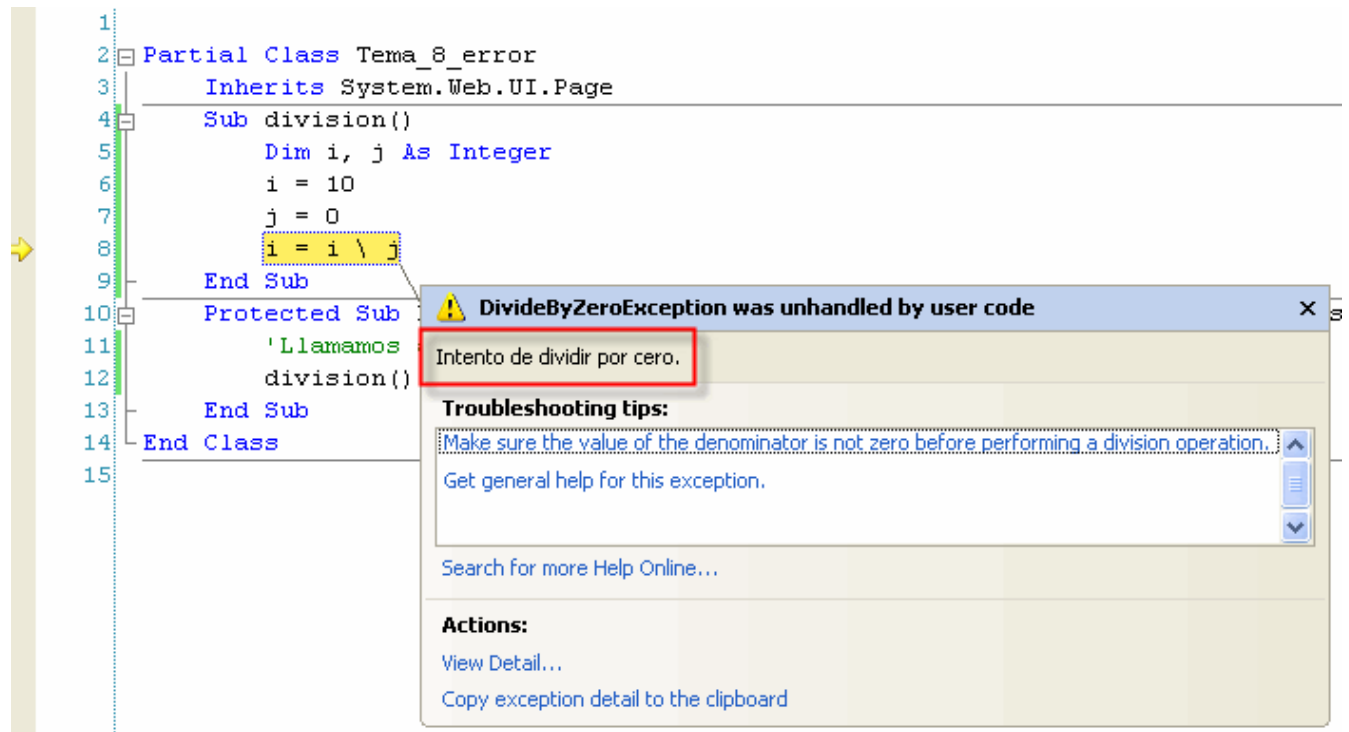 1
2 Partial Class Tema_8_error
3 Inherits System.Web.UI.Page
4 Sub division()
5 Dim i, j As Integer
6 i = 10
7 j = 0
8 i = i \ j
9 End Sub
10 Protected Sub
11 'Llamamos
12 division()
13 End Sub
14 End Class
15
DivideByZeroException was unhandled by user code
Intento de dividir por cero.
Troubleshooting tips:
Make sure the value of the denominator is not zero before performing a division operation.
Get general help for this exception.
Search for more Help Online...
Actions:
View Detail...
Copy exception detail to the clipboard